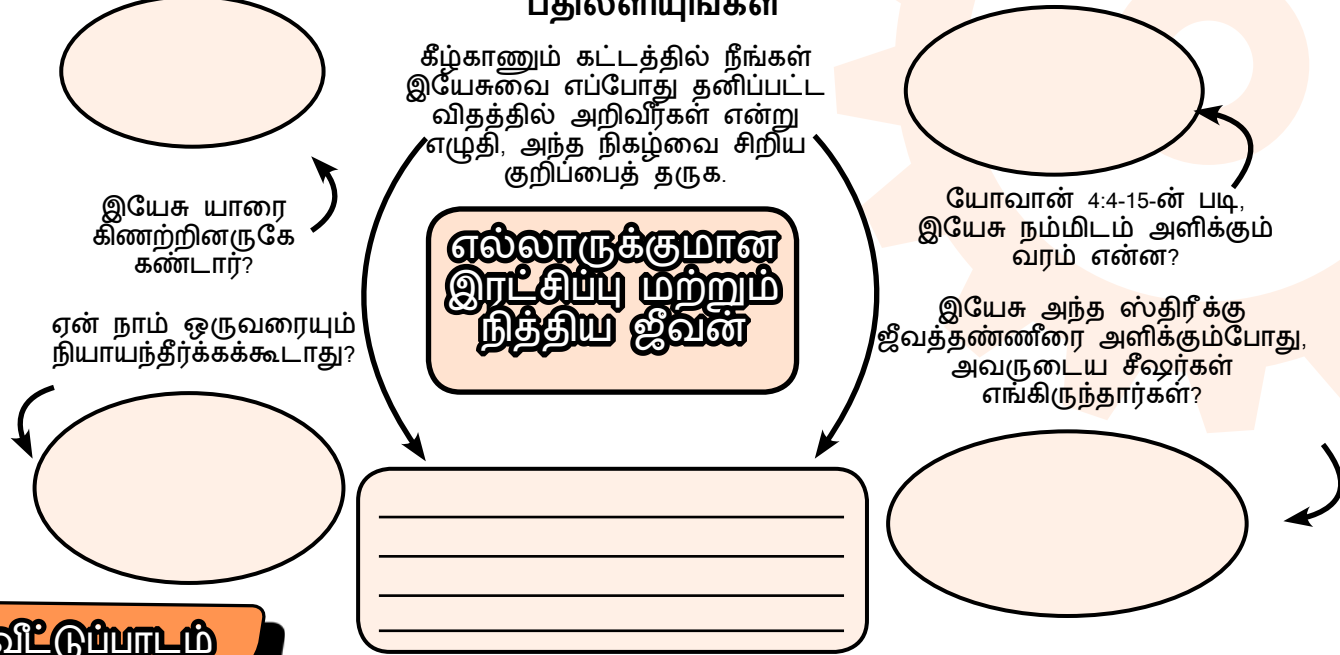 பதிலளியுங்கள்
கீழ்காணும் கட்டத்தில் நீங்கள்
இயேசுவை எப்போது தனிப்பட்ட
விதத்தில் அறிவீர்கள் என்று
எழுதி, அந்த நிகழ்வை சிறிய
குறிப்பைத் தருக.
இயேசு யாரை
கிணற்றினருகே
கண்டார்?
ஏன் நாம் ஒருவரையும்
நியாயந்தீர்க்கக்கூடாது?
எல்லாருக்குமான
இரட்சிப்பு மற்றும்
நித்திய ஜீவன்
யோவான் 4:4-15-ன் படி,
இயேசு நம்மிடம் அளிக்கும்
வரம் என்ன?
இயேசு அந்த ஸ்திரீக்கு
ஜீவத்தண்ணீரை அளிக்கும்போது,
அவருடைய சீஷர்கள்
எங்கிருந்தார்கள்?
வீட்டுப்பாடம்